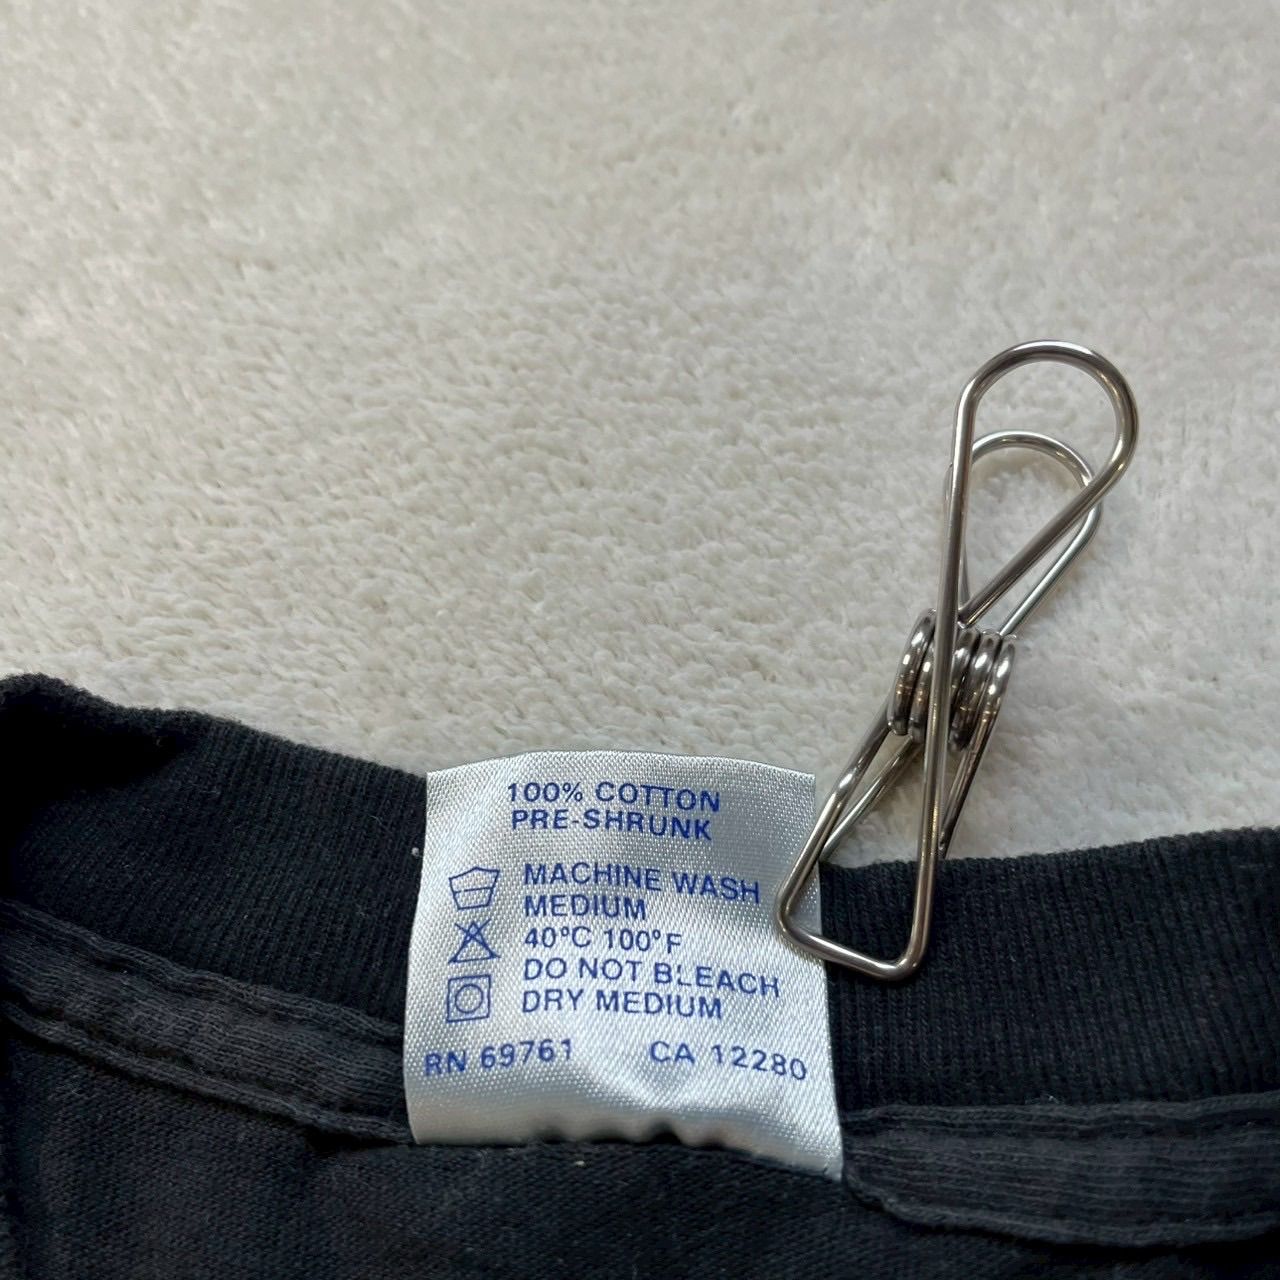 100% COTTON
PRE-SHRUNK
MACHINE WASH
MEDIUM
40°C 100°F
DO NOT BLEACH
DRY MEDIUM
RN 69761 CA 12280